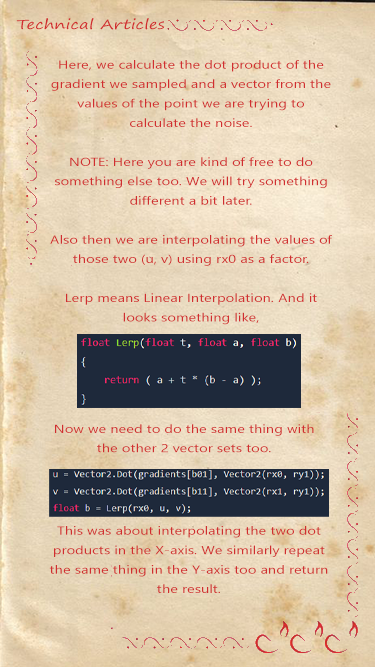 Technical Articles
Here, we calculate the dot product of the
gradient we sampled and a vector from the
values of the point we are trying to
calculate the noise.
NOTE: Here you are kind of free to do
something else too. We will try something
different a bit later.
Also then we are interpolating the values of
those two (u, v) using rx0 as a factor.
Lerp means Linear Interpolation. And it
looks something like,
float Lerp(float t, float a, float b)
{
return ( a + t * (b - a) );
}
Now we need to do the same thing with
the other 2 vector sets too.
u = Vector2.Dot(gradients[b01], Vector2(rx0, ry1));
v = Vector2.Dot(gradients[b11], Vector2(rx1, ry1));
float b = Lerp(rx0, u, v);
This was about interpolating the two dot
products in the X-axis. We similarly repeat
the same thing in the Y-axis too and return
the result.